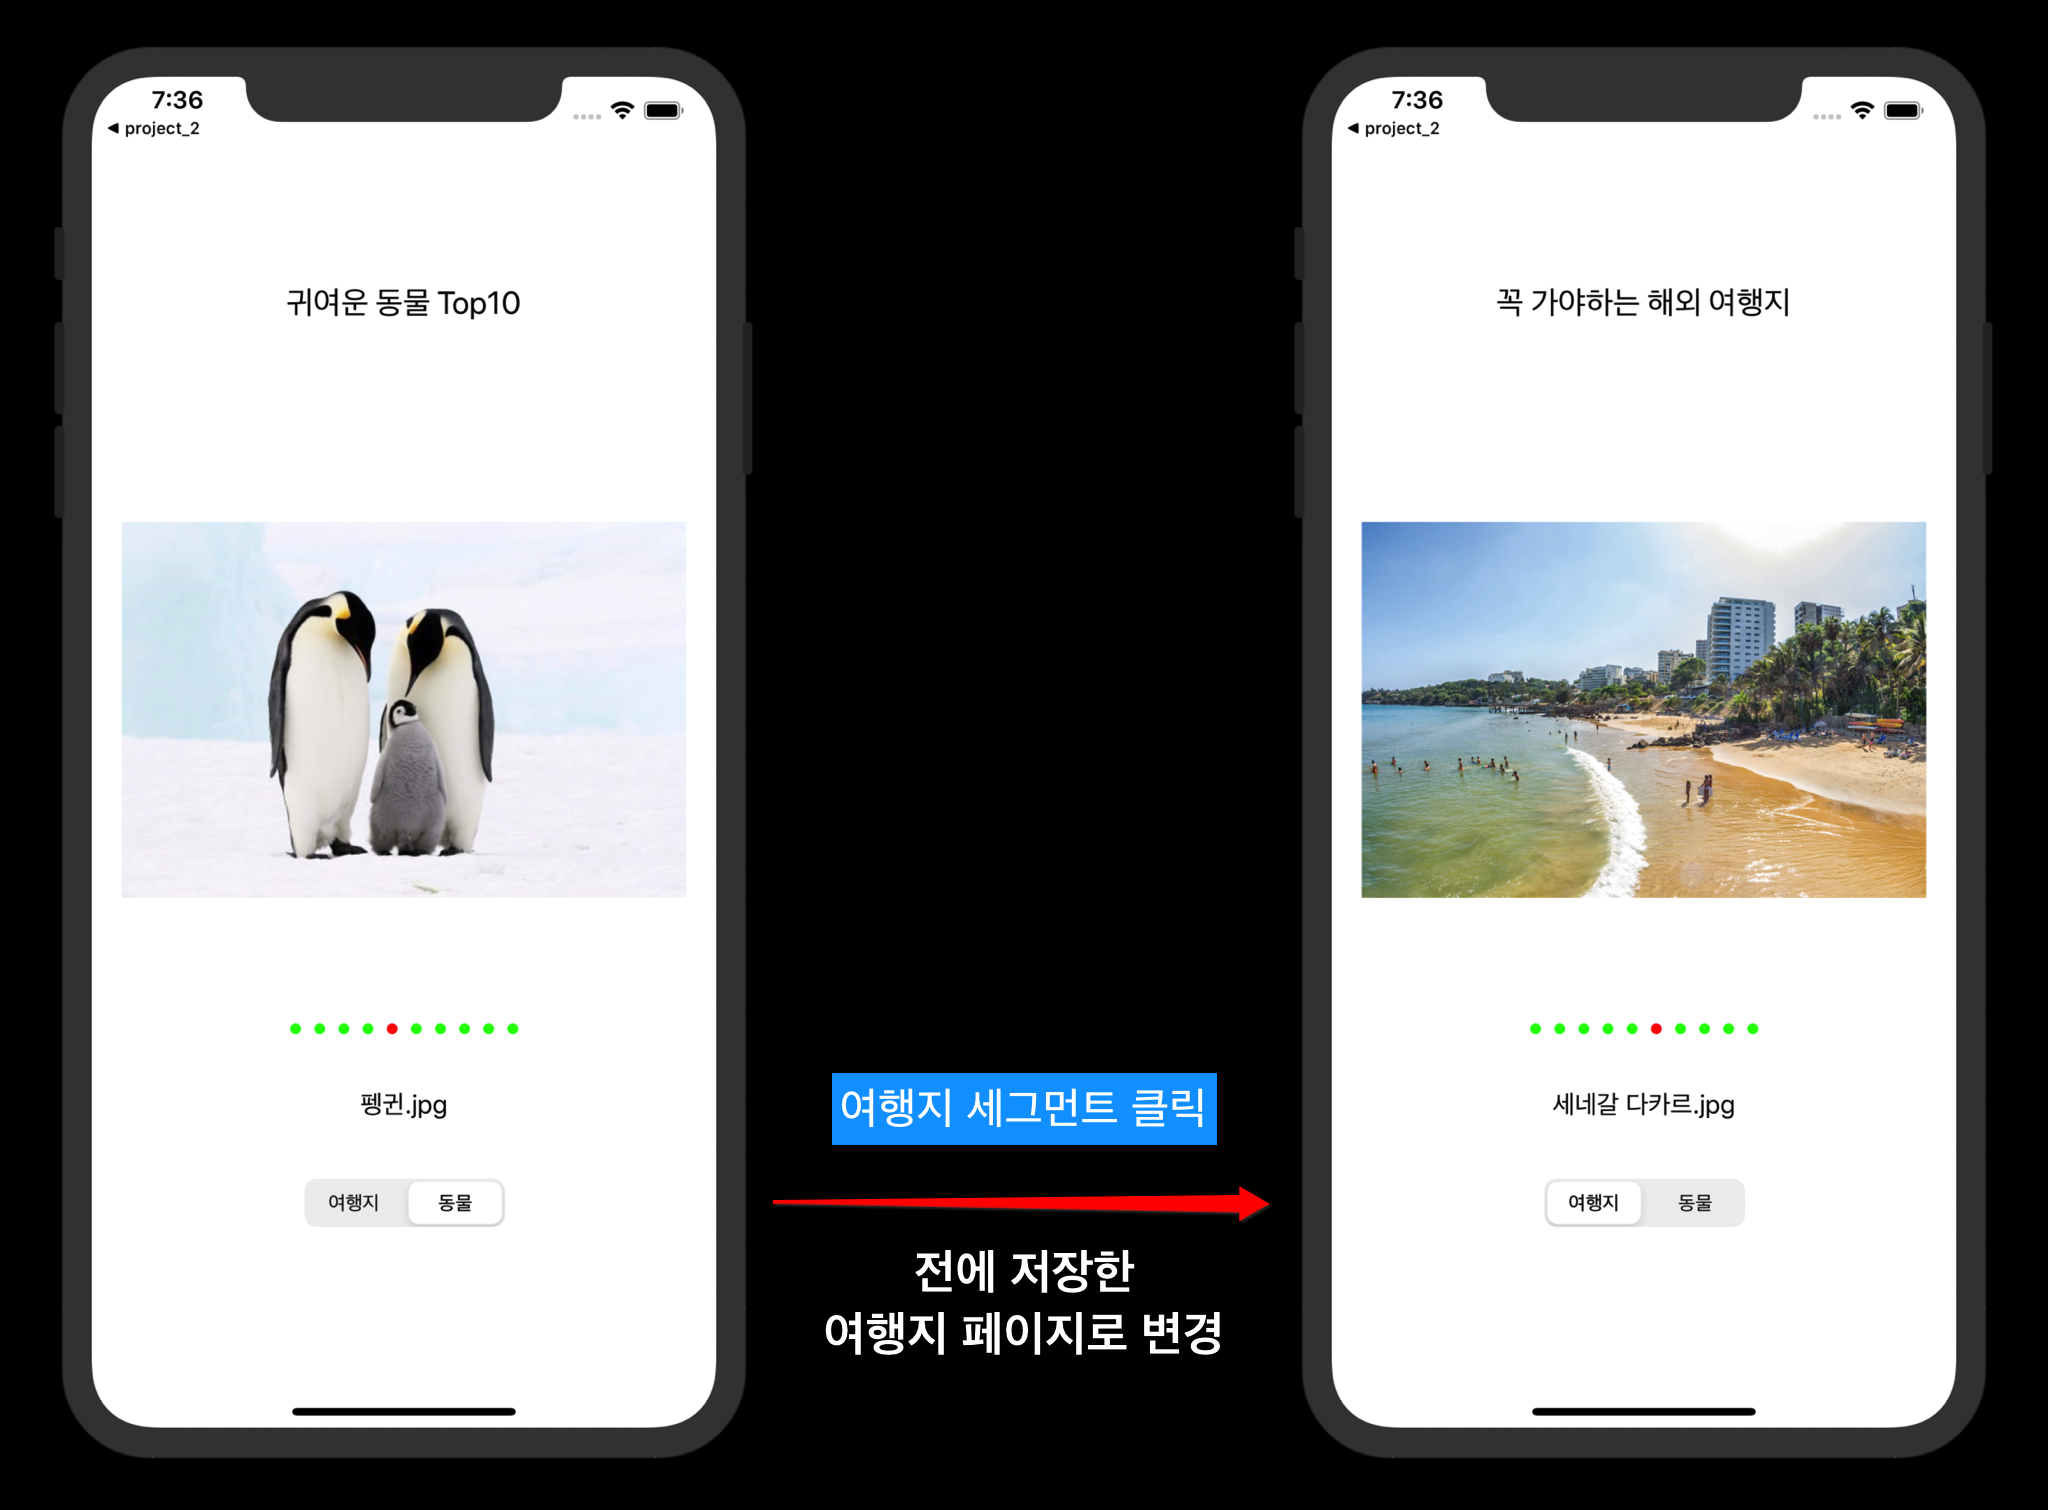 7:36
◀ project_2
귀여운 동물 Top10
펭귄.jpg
여행지 동물
여행지 세그먼트 클릭
전에 저장한
여행지 페이지로 변경
7:36
◀ project_2
꼭 가야하는 해외 여행지
세네갈 다카르.jpg
여행지 동물